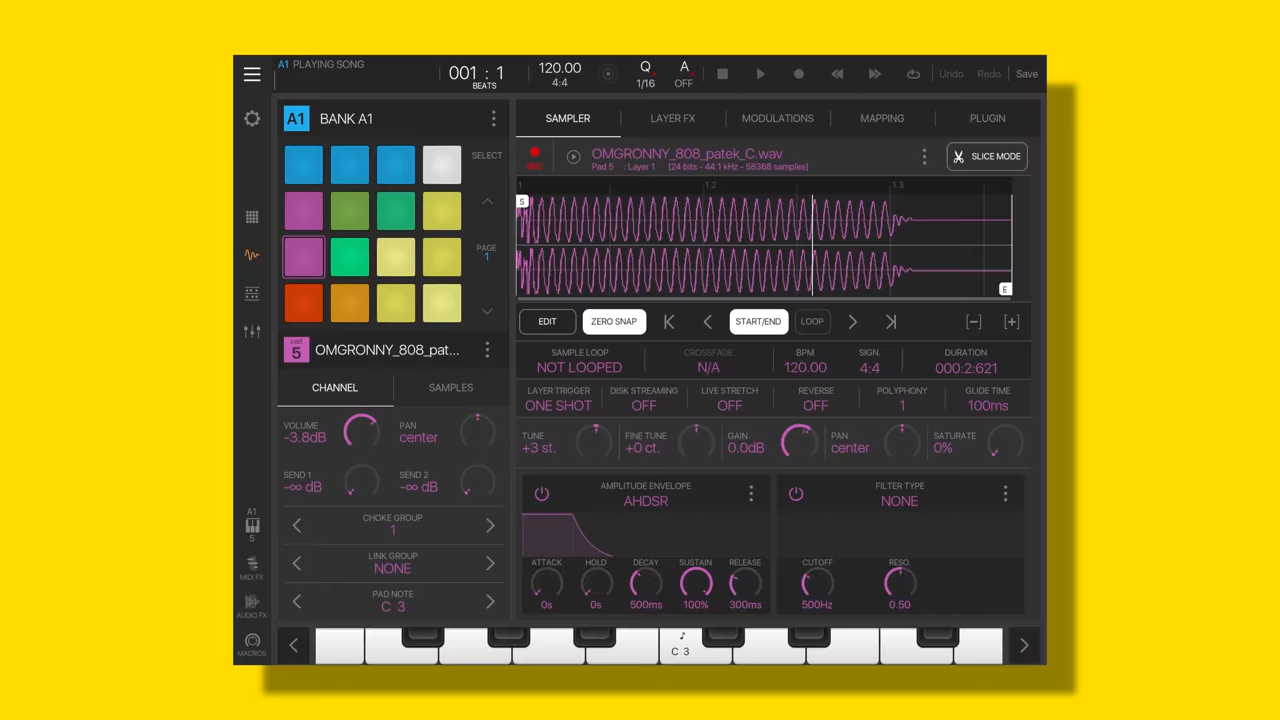 A1 PLAYING SONG
001 : 1
BEATS
120.00
4:4
Q
1/16
A
OFF
Undo
Redo
Save
A1
BANK A1
SELECT
PAGE
1
pad
5
OMGRONNY_808_pat...
CHANNEL
SAMPLES
VOLUME
-3.8dB
PAN
center
SEND 1
-∞ dB
SEND 2
-∞ dB
CHOKE GROUP
1
LINK GROUP
NONE
PAD NOTE
C 3
A1
5
MIDI FX
AUDIO FX
MACROS
SAMPLER
LAYER FX
MODULATIONS
MAPPING
PLUGIN
REC
OMGRONNY_808_patek_C.wav
Pad 5 : Layer 1 [24 bits - 44.1 kHz - 58368 samples]
SLICE MODE
1
1.2
1.3
S
E
EDIT
ZERO SNAP
START/END
LOOP
[-]
[+]
SAMPLE LOOP
NOT LOOPED
CROSSFADE
N/A
BPM
120.00
SIGN.
4:4
DURATION
000:2:621
LAYER TRIGGER
ONE SHOT
DISK STREAMING
OFF
LIVE STRETCH
OFF
REVERSE
OFF
POLYPHONY
1
GLIDE TIME
100ms
TUNE
+3 st.
FINE TUNE
+0 ct.
GAIN
0.0dB
PAN
center
SATURATE
0%
AMPLITUDE ENVELOPE
AHDSR
ATTACK
0s
HOLD
0s
DECAY
500ms
SUSTAIN
100%
RELEASE
300ms
FILTER TYPE
NONE
CUTOFF
500Hz
RESO.
0.50
C 3